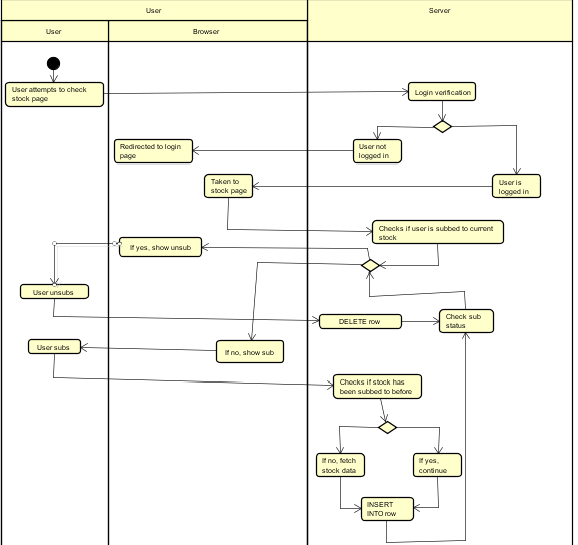 User
Server
User
Browser
User attempts to check
stock page
Login verification
Redirected to login
page
User not
logged in
Taken to
stock page
User is
logged in
Checks if user is subbed to current
stock
If yes, show unsub
User unsubs
DELETE row
Check sub
status
User subs
If no, show sub
Checks if stock has
been subbed to before
If no, fetch
stock data
If yes,
continue
INSERT
INTO row